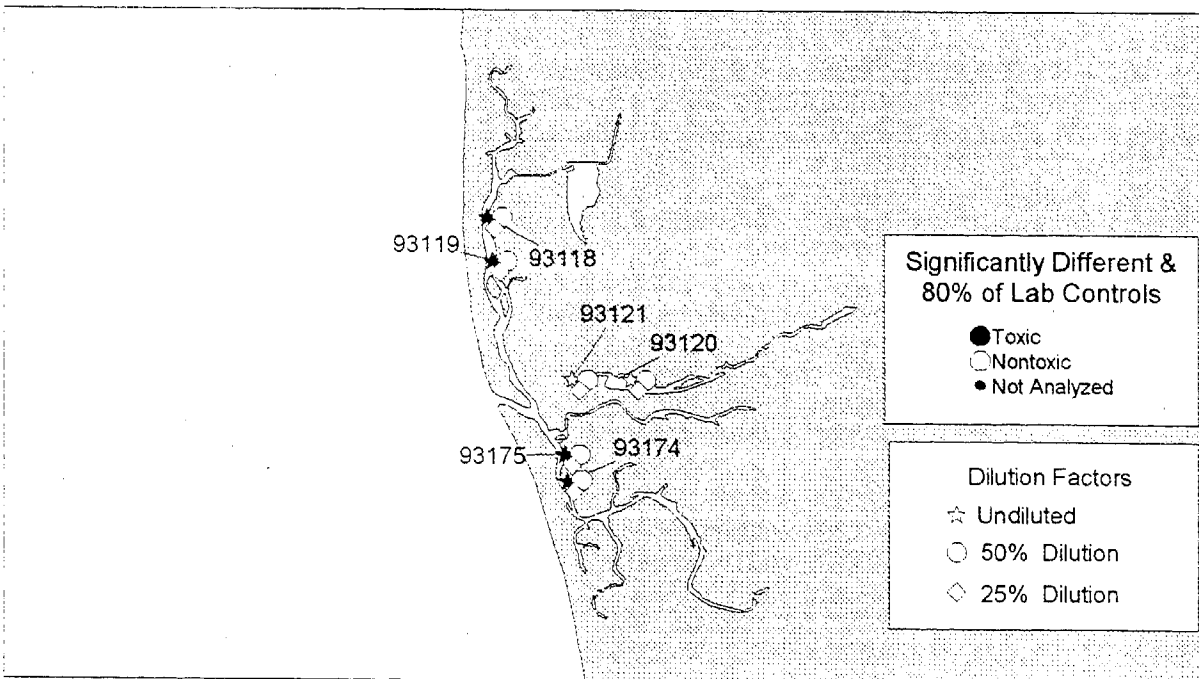 93119
93118
93121
93120
93175
93174
Significantly Different &
80% of Lab Controls
Toxic
Nontoxic
Not Analyzed
Dilution Factors
Undiluted
50% Dilution
25% Dilution